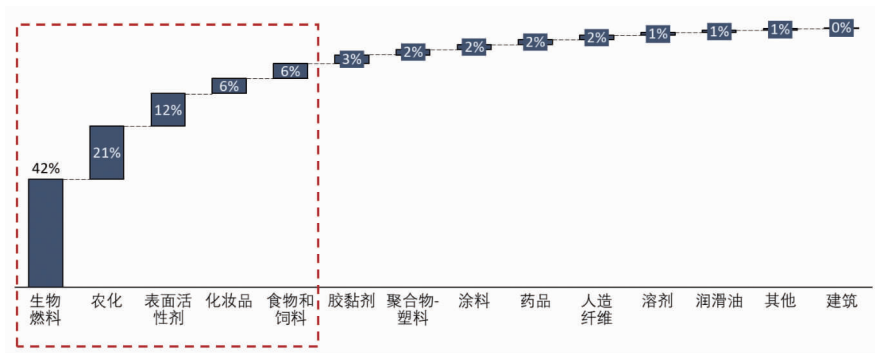 42%
21%
12%
6%
6%
3%
2%
2%
2%
2%
1%
1%
1%
0%
生物
燃料
农化
表面活
性剂
化妆品
食物和
饲料
胶黏剂
聚合物-
塑料
涂料
药品
人造
纤维
溶剂
润滑油
其他
建筑